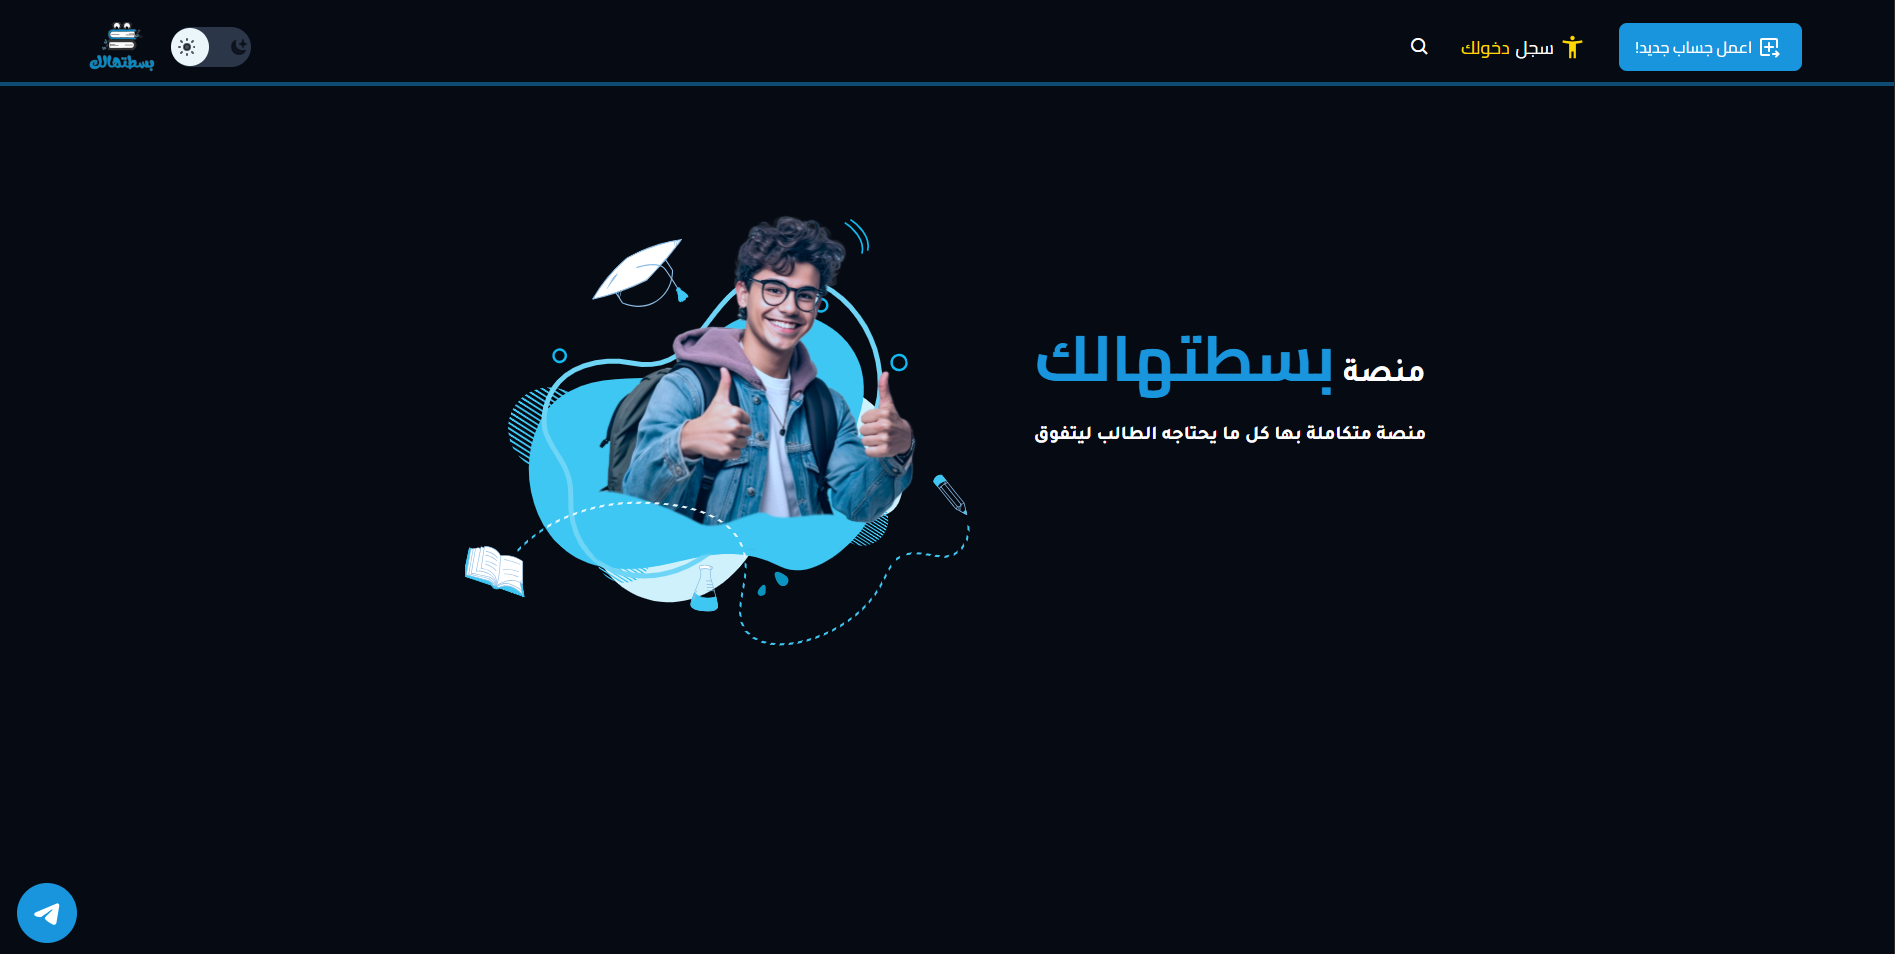 اعمل حساب جديد!
سجل دخولك
بسطتهالك
منصة بسطتهالك
منصة متكاملة بها كل ما يحتاجه الطالب ليتفوق